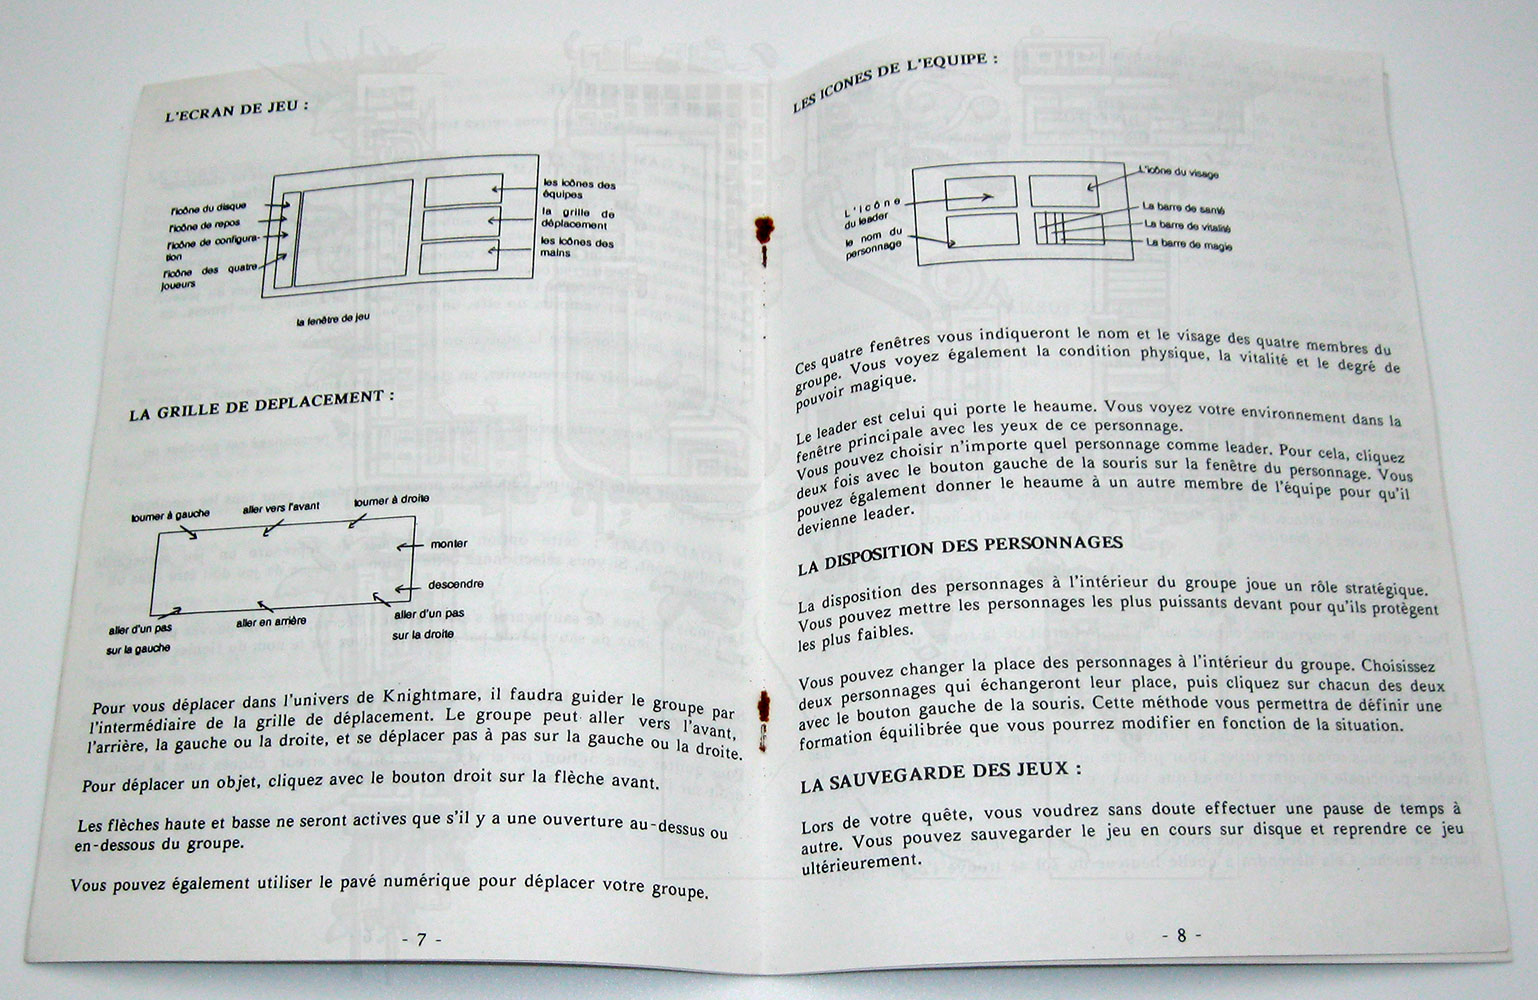 L'ECRAN DE JEU :
l'icône du disque
l'icône de repos
l'icône de configura-
tion
l'icône des quatre
joueurs
les icônes des
équipes
la grille de
déplacement
les icônes des
mains
la fenêtre de jeu
LA GRILLE DE DEPLACEMENT :
tourner à gauche
aller vers l'avant
tourner à droite
monter
descendre
aller d'un pas
sur la gauche
aller en arrière
aller d'un pas
sur la droite
Pour vous déplacer dans l'univers de Knightmare, il faudra guider le groupe par
l'intermédiaire de la grille de déplacement. Le groupe peut aller vers l'avant,
l'arrière, la gauche ou la droite, et se déplacer pas à pas sur la gauche ou la droite.
Pour déplacer un objet, cliquez avec le bouton droit sur la flèche avant.
Les flèches haute et basse ne seront actives que s'il y a une ouverture au-dessus ou
en-dessous du groupe.
Vous pouvez également utiliser le pavé numérique pour déplacer votre groupe.
- 7 -
LES ICONES DE L'EQUIPE :
L'icône
du leader
le nom du
personnage
L'icône du visage
La barre de santé
La barre de vitalité
La barre de magie
Ces quatre fenêtres vous indiqueront le nom et le visage des quatre membres du
groupe. Vous voyez également la condition physique, la vitalité et le degré de
pouvoir magique.
Le leader est celui qui porte le heaume. Vous voyez votre environnement dans la
fenêtre principale avec les yeux de ce personnage.
Vous pouvez choisir n'importe quel personnage comme leader. Pour cela, cliquez
deux fois avec le bouton gauche de la souris sur la fenêtre du personnage. Vous
pouvez également donner le heaume à un autre membre de l'équipe pour qu'il
devienne leader.
LA DISPOSITION DES PERSONNAGES
La disposition des personnages à l'intérieur du groupe joue un rôle stratégique.
Vous pouvez mettre les personnages les plus puissants devant pour qu'ils protègent
les plus faibles.
Vous pouvez changer la place des personnages à l'intérieur du groupe. Choisissez
deux personnages qui échangeront leur place, puis cliquez sur chacun des deux
avec le bouton gauche de la souris. Cette méthode vous permettra de définir une
formation équilibrée que vous pourrez modifier en fonction de la situation.
LA SAUVEGARDE DES JEUX :
Lors de votre quête, vous voudrez sans doute effectuer une pause de temps à
autre. Vous pouvez sauvegarder le jeu en cours sur disque et reprendre ce jeu
ultérieurement.
- 8 -